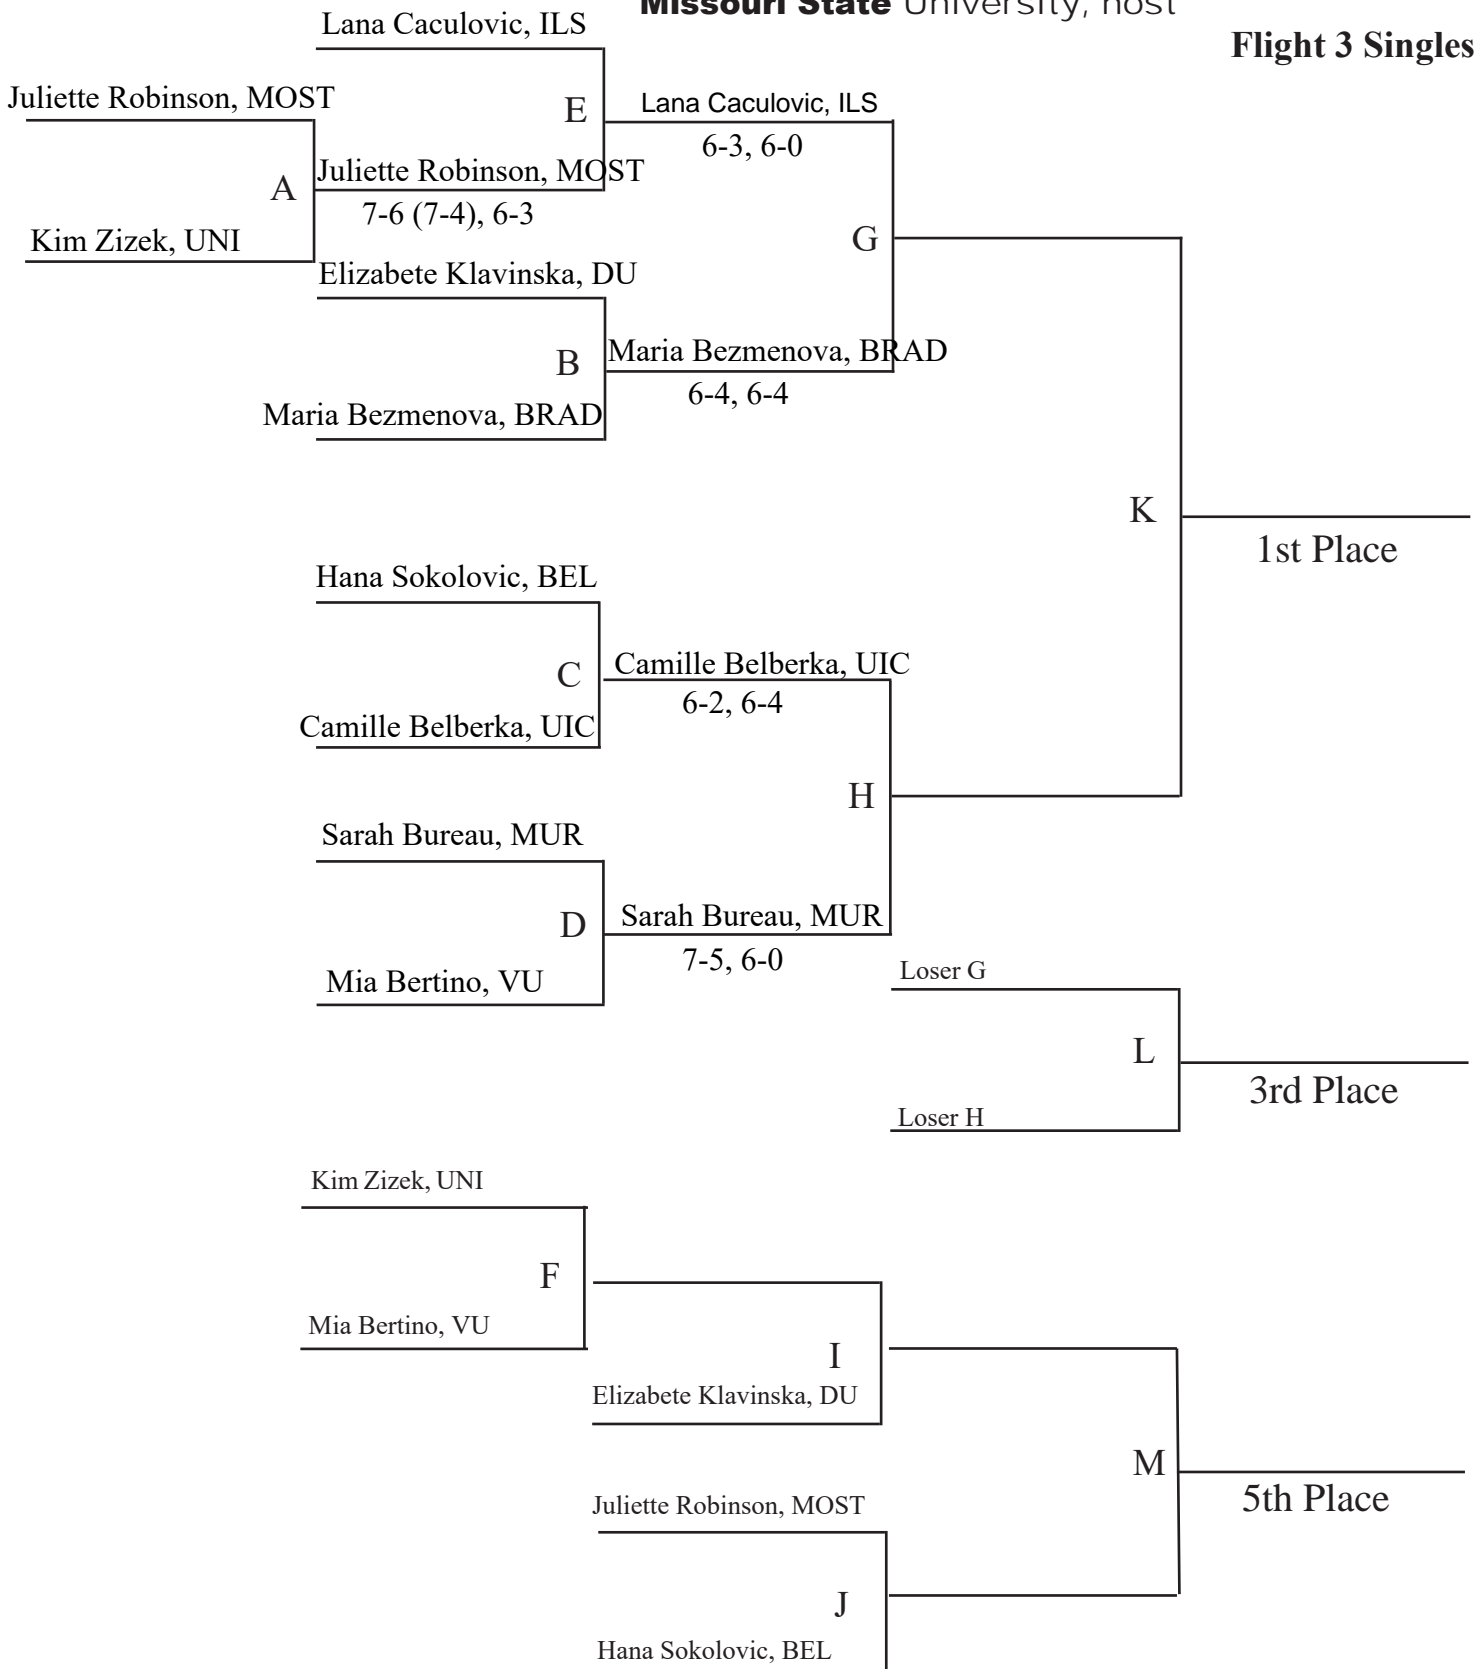 Missouri State University, host
Flight 3 Singles
Lana Caculovic, ILS
Juliette Robinson, MOST
E
Lana Caculovic, ILS
6-3, 6-0
A
Juliette Robinson, MOST
7-6 (7-4), 6-3
Kim Zizek, UNI
G
Elizabete Klavinska, DU
B
Maria Bezmenova, BRAD
6-4, 6-4
Maria Bezmenova, BRAD
K
1st Place
Hana Sokolovic, BEL
C
Camille Belberka, UIC
6-2, 6-4
Camille Belberka, UIC
H
Sarah Bureau, MUR
D
Sarah Bureau, MUR
7-5, 6-0
Mia Bertino, VU
Loser G
L
3rd Place
Loser H
Kim Zizek, UNI
F
Mia Bertino, VU
I
Elizabete Klavinska, DU
M
5th Place
Juliette Robinson, MOST
J
Hana Sokolovic, BEL